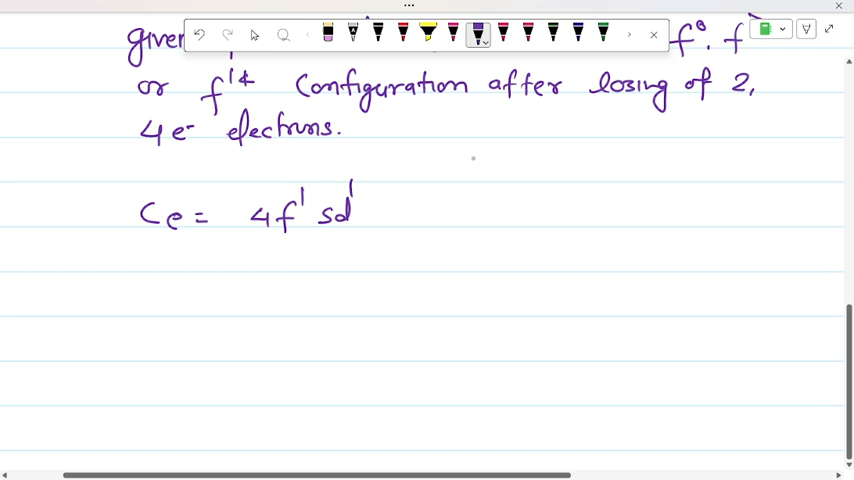 given f⁰, f
or f¹⁴ Configuration after losing of 2,
4e⁻ electrons.
Ce = 4f¹ 5d¹